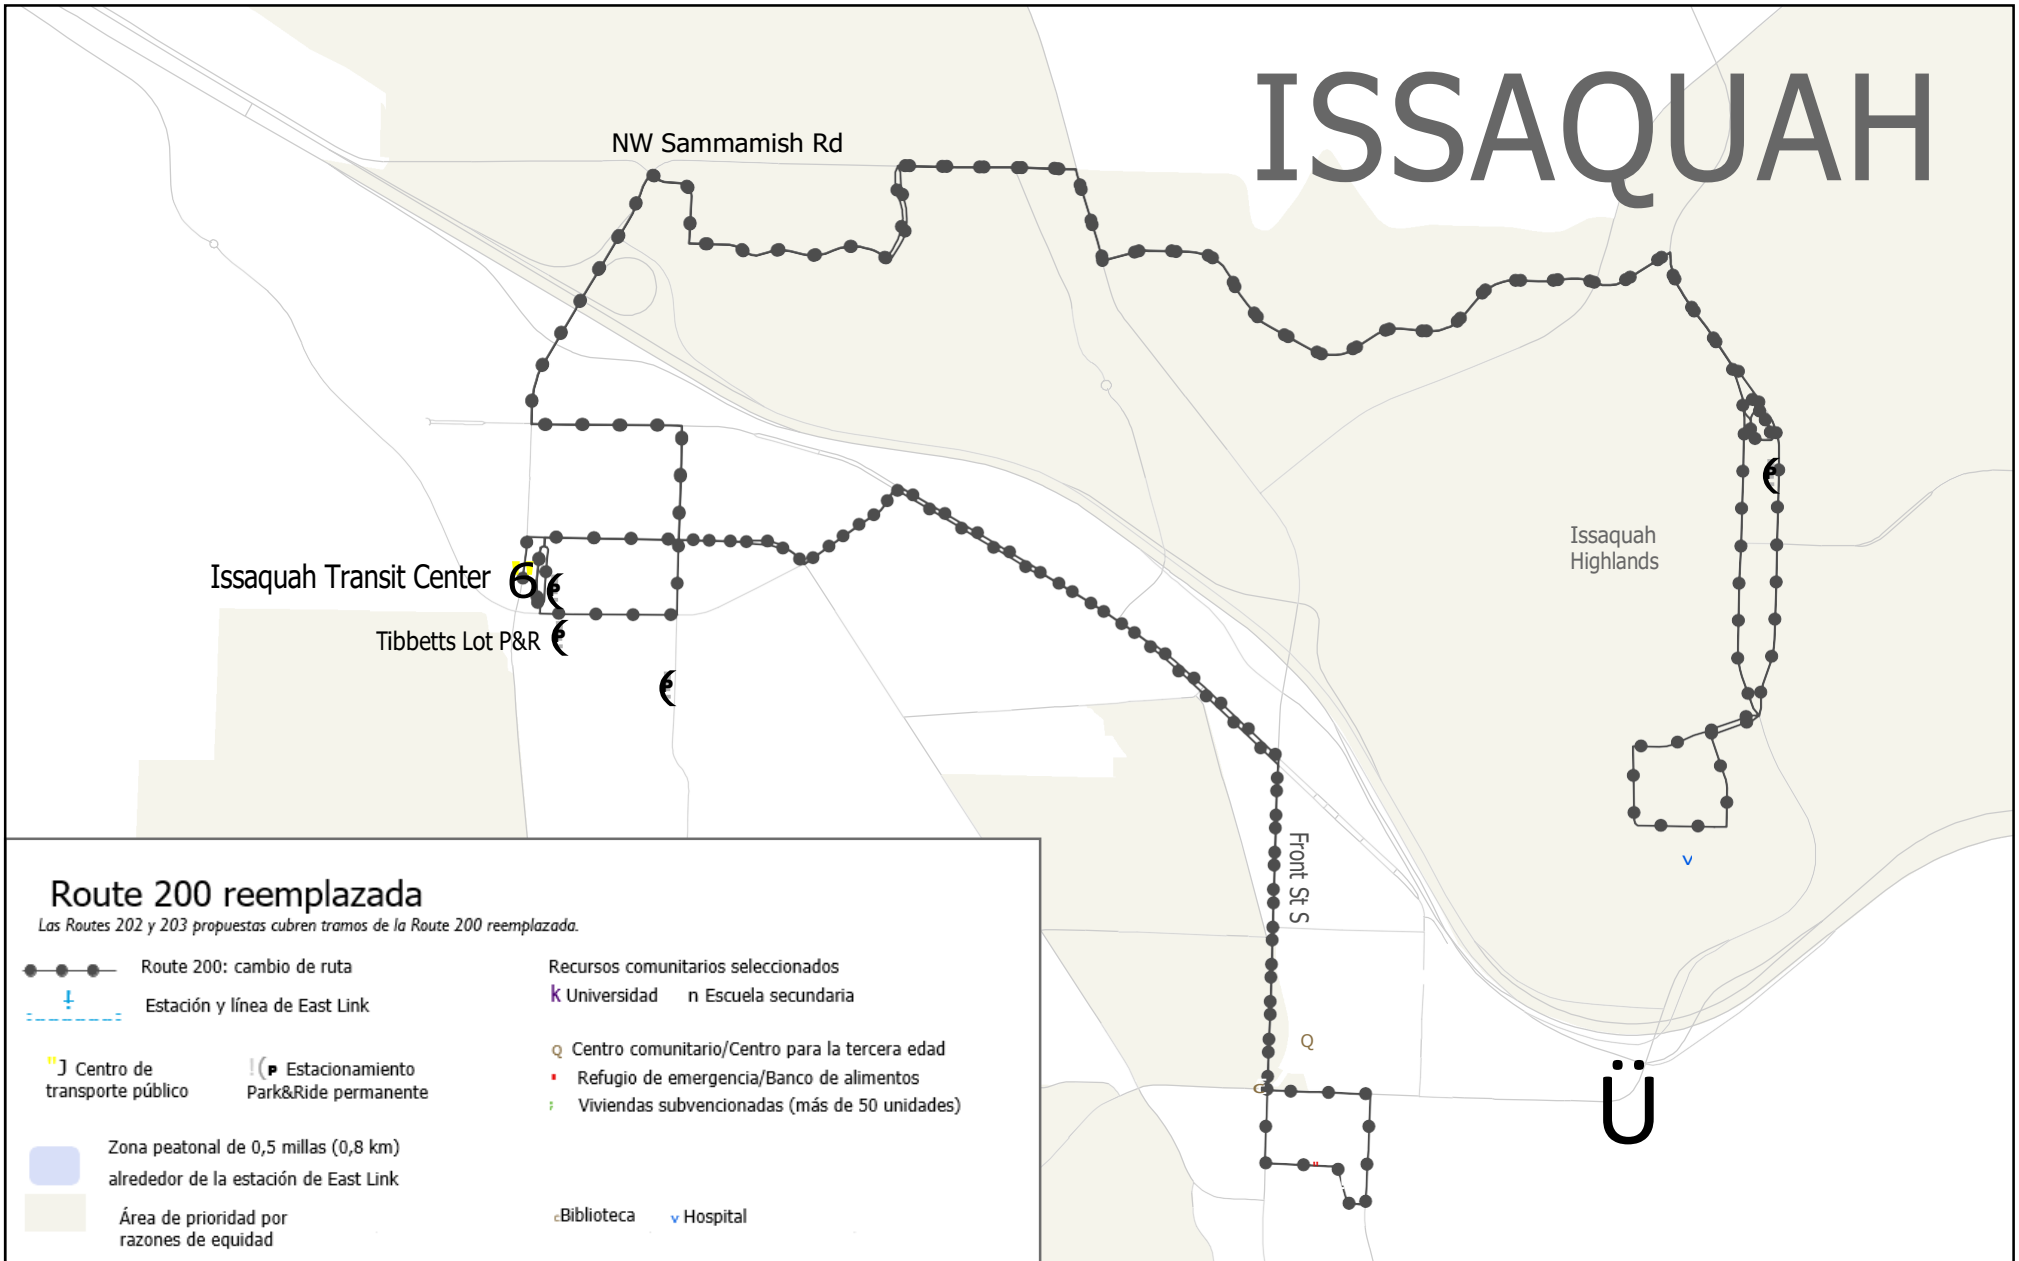 ISSAQUAH
NW Sammamish Rd
Issaquah
Highlands
Issaquah Transit Center
6
Tibbetts Lot P&R
Front St S
Q
v
Ü
Route 200 reemplazada
Las Routes 202 y 203 propuestas cubren tramos de la Route 200 reemplazada.
Route 200: cambio de ruta
Estación y línea de East Link
"J Centro de
transporte público
!(P Estacionamiento
Park&Ride permanente
Zona peatonal de 0,5 millas (0,8 km)
alrededor de la estación de East Link
Área de prioridad por
razones de equidad
Recursos comunitarios seleccionados
k Universidad n Escuela secundaria
Q Centro comunitario/Centro para la tercera edad
Refugio de emergencia/Banco de alimentos
; Viviendas subvencionadas (más de 50 unidades)
c Biblioteca v Hospital